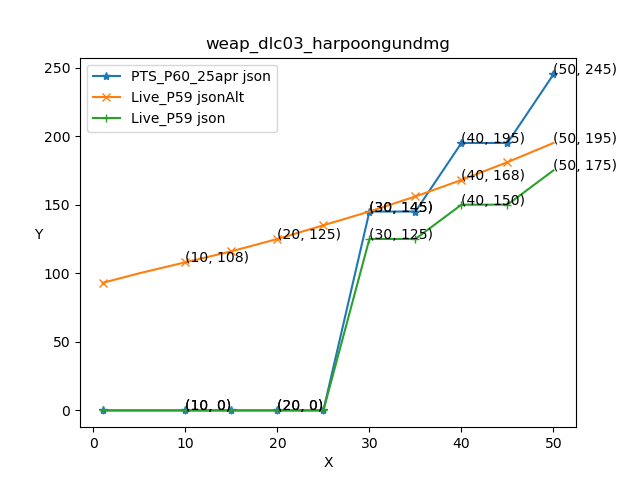 weap_dlc03_harpoongundmg
PTS_P60_25apr json
Live_P59 jsonAlt
Live_P59 json
250
200
150
100
50
0
Y
(50, 245)
(40, 195)
(50, 195)
(50, 175)
(40, 168)
(40, 150)
(30, 145)
(30, 125)
(20, 125)
(10, 108)
(10, 0)
(20, 0)
0 10 20 30 40 50
X